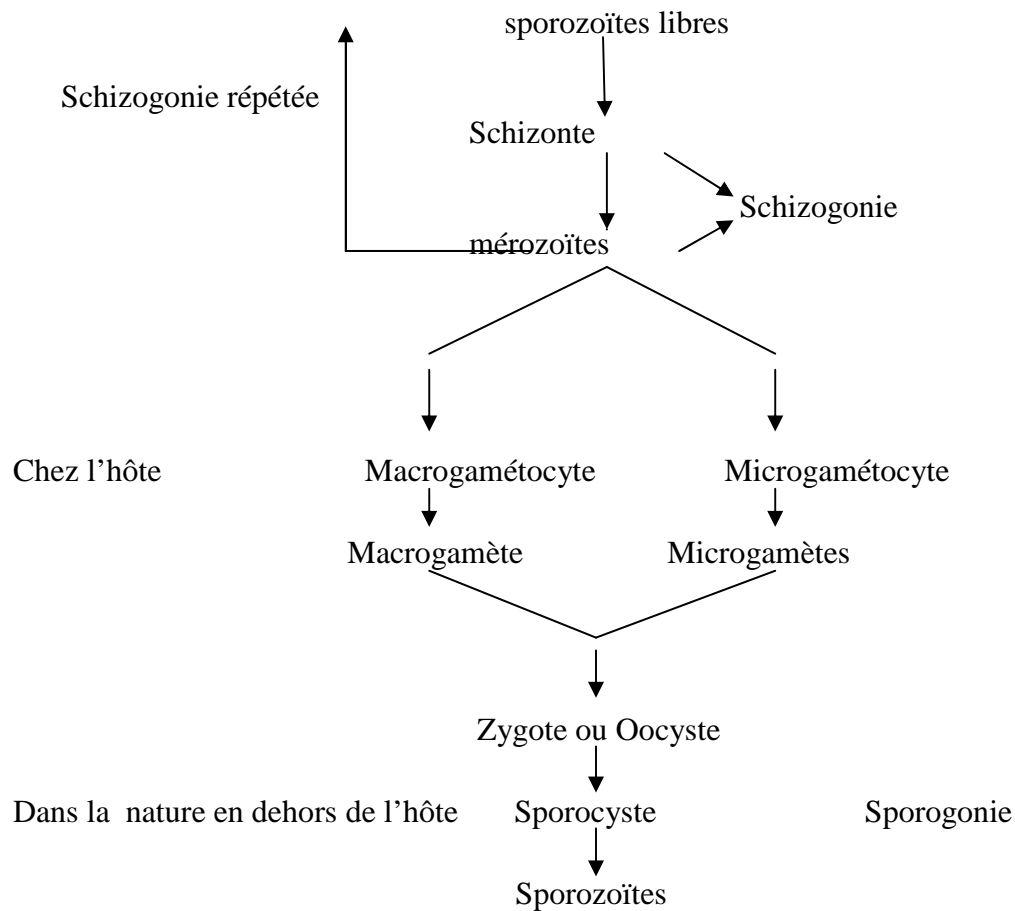 sporozoïtes libres
Schizogonie répétée
Schizonte
Schizogonie
mérozoïtes
Chez l’hôte Macrogamétocyte Microgamétocyte
Macrogamète Microgamètes
Zygote ou Oocyste
Dans la nature en dehors de l’hôte Sporocyste Sporogonie
Sporozoïtes